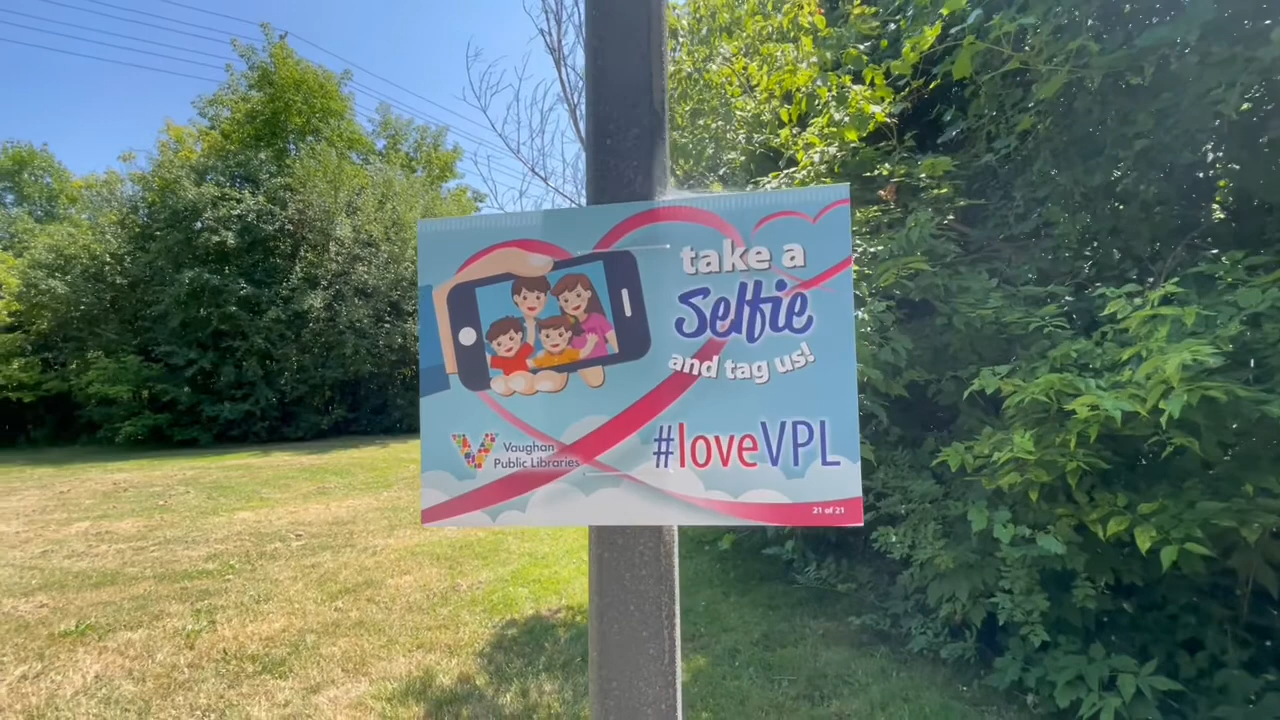 take a
Selfie
and tag us!
#loveVPL
Vaughan
Public Libraries
21 of 21